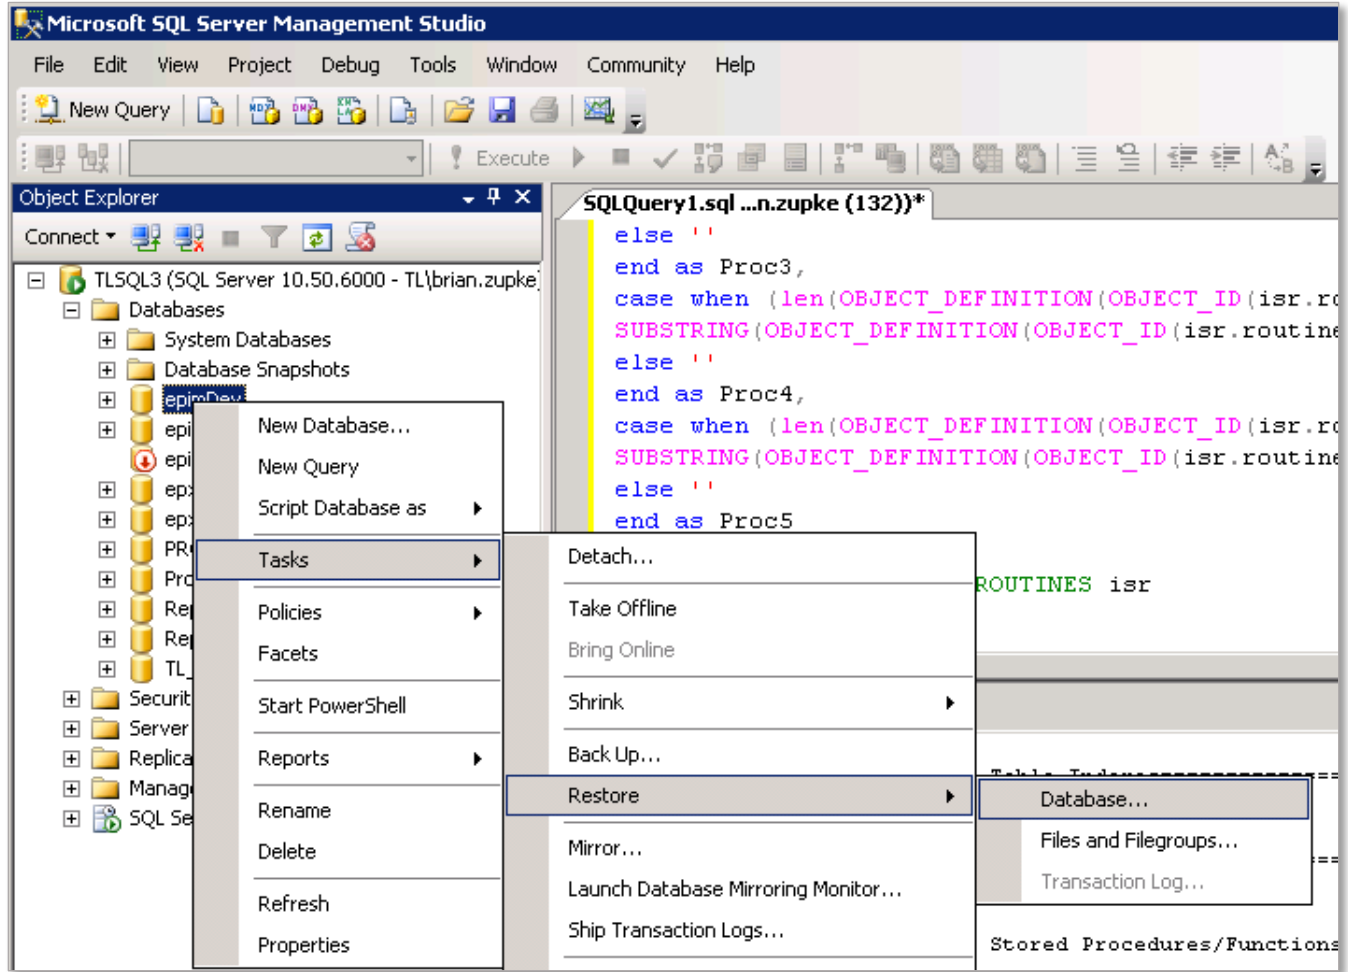 Microsoft SQL Server Management Studio
File Edit View Project Debug Tools Window Community Help
New Query
Execute
Object Explorer
Connect
TLSQL3 (SQL Server 10.50.6000 - TL\brian.zupke)
Databases
System Databases
Database Snapshots
epimDev
epi
epi
epx
epx
PR
Pro
Rep
Rep
TL_
Securit
Server
Replica
Manag
SQL Se
New Database...
New Query
Script Database as
Tasks
Policies
Facets
Start PowerShell
Reports
Rename
Delete
Refresh
Properties
Detach...
Take Offline
Bring Online
Shrink
Back Up...
Restore
Mirror...
Launch Database Mirroring Monitor...
Ship Transaction Logs...
Database...
Files and Filegroups...
Transaction Log...
SQLQuery1.sql ...n.zupke (132))*
else ''
end as Proc3,
case when (len(OBJECT_DEFINITION(OBJECT_ID(isr.ro
SUBSTRING(OBJECT_DEFINITION(OBJECT_ID(isr.routine
else ''
end as Proc4,
case when (len(OBJECT_DEFINITION(OBJECT_ID(isr.ro
SUBSTRING(OBJECT_DEFINITION(OBJECT_ID(isr.routine
else ''
end as Proc5
ROUTINES isr
Stored Procedures/Functions